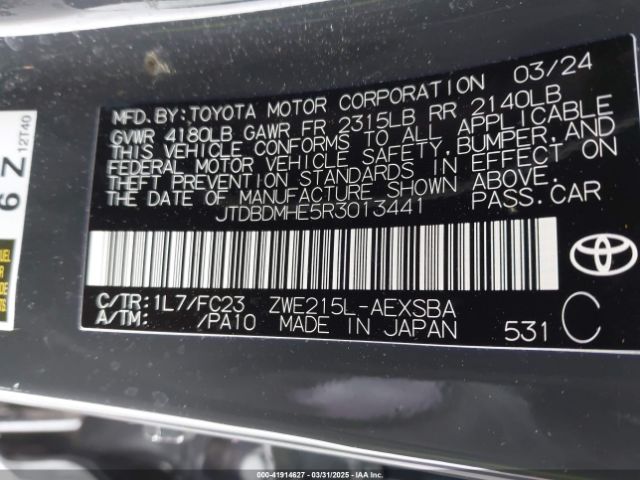 MFD. BY: TOYOTA MOTOR CORPORATION 03/24
GVWR 4180LB GAWR FR 2315LB RR 2140LB
THIS VEHICLE CONFORMS TO ALL APPLICABLE
FEDERAL MOTOR VEHICLE SAFETY, BUMPER, AND
THEFT PREVENTION STANDARDS IN EFFECT ON
THE DATE OF MANUFACTURE SHOWN ABOVE.
JTDBDMHE5R3013441 PASS. CAR
C/TR: 1L7/FC23 ZWE215L-AEXSBA
A/TM: /PA10 MADE IN JAPAN 531 C
6 Z
12T40
000-41914627 - 03/31/2025 - IAAI Inc.